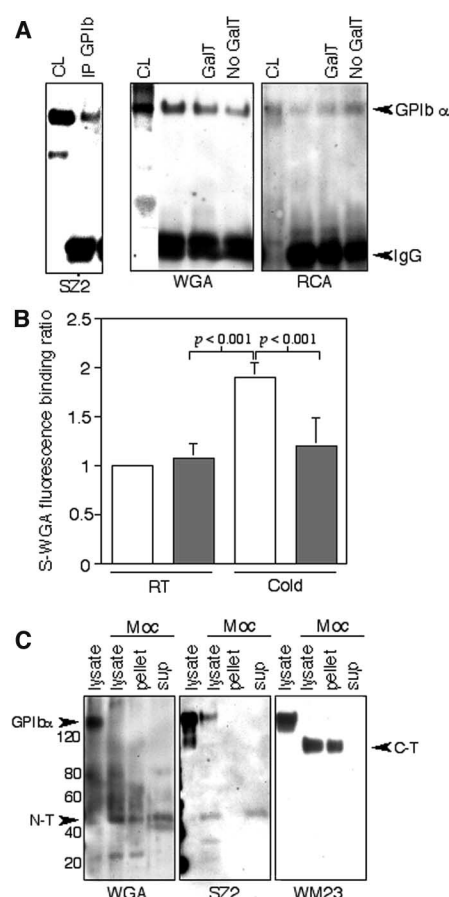 A
CL
IP GPIb
CL
GalT
No GalT
CL
GalT
No GalT
GPIb α
IgG
SZ2
WGA
RCA
B
S-WGA fluorescence binding ratio
2.5
2
1.5
1
0.5
0
p < 0.001
p < 0.001
RT
Cold
C
Moc
Moc
Moc
lysate
lysate
pellet
sup
lysate
lysate
pellet
sup
lysate
lysate
pellet
sup
GPIbα
120
80
60
N-T
40
20
C-T
WGA
SZ2
WM23